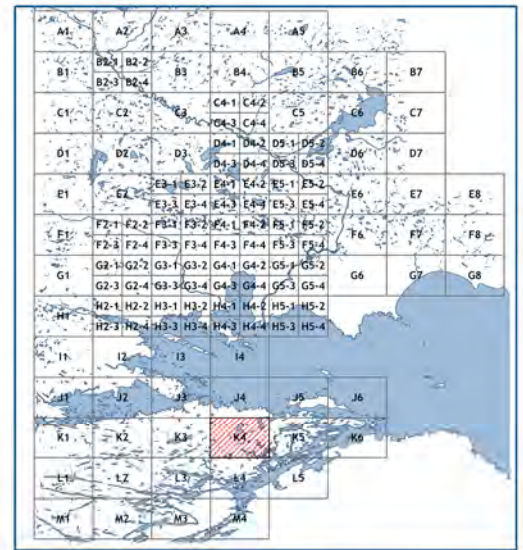 A1 A2 A3 A4 A5
B1 B2-1 B2-2 B3 B4 B5 B6 B7
B2-3 B2-4
C1 C2 C3 C4-1 C4-2 C5 C6 C7
C4-3 C4-4
D1 D2 D3 D4-1 D4-2 D5-1 D5-2 D6 D7
D4-3 D4-4 D5-3 D5-4
E1 E2 E3-1 E3-2 E4-1 E4-2 E5-1 E5-2 E6 E7 E8
E3-3 E3-4 E4-3 E4-4 E5-3 E5-4
F1 F2-1 F2-2 F3-1 F3-2 F4-1 F4-2 F5-1 F5-2 F6 F7 F8
F2-3 F2-4 F3-3 F3-4 F4-3 F4-4 F5-3 F5-4
G1 G2-1 G2-2 G3-1 G3-2 G4-1 G4-2 G5-1 G5-2 G6 G7 G8
G2-3 G2-4 G3-3 G3-4 G4-3 G4-4 G5-3 G5-4
H1 H2-1 H2-2 H3-1 H3-2 H4-1 H4-2 H5-1 H5-2
H2-3 H2-4 H3-3 H3-4 H4-3 H4-4 H5-3 H5-4
I1 I2 I3 I4
J1 J2 J3 J4 J5 J6
K1 K2 K3 K4 K5 K6
L1 L2 L3 L4 L5
M1 M2 M3 M4